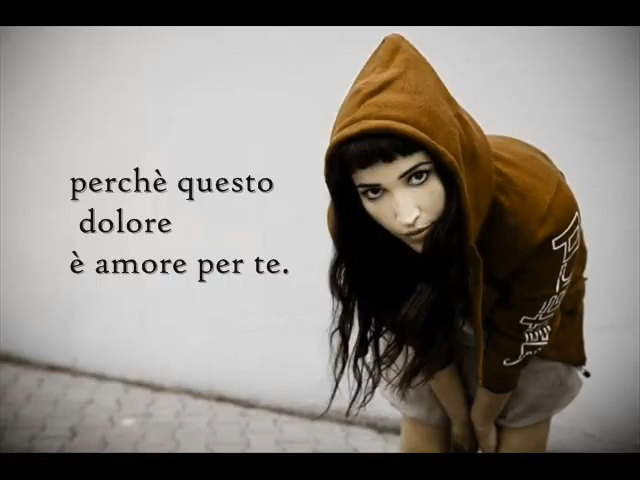 perchè questo
dolore
è amore per te.